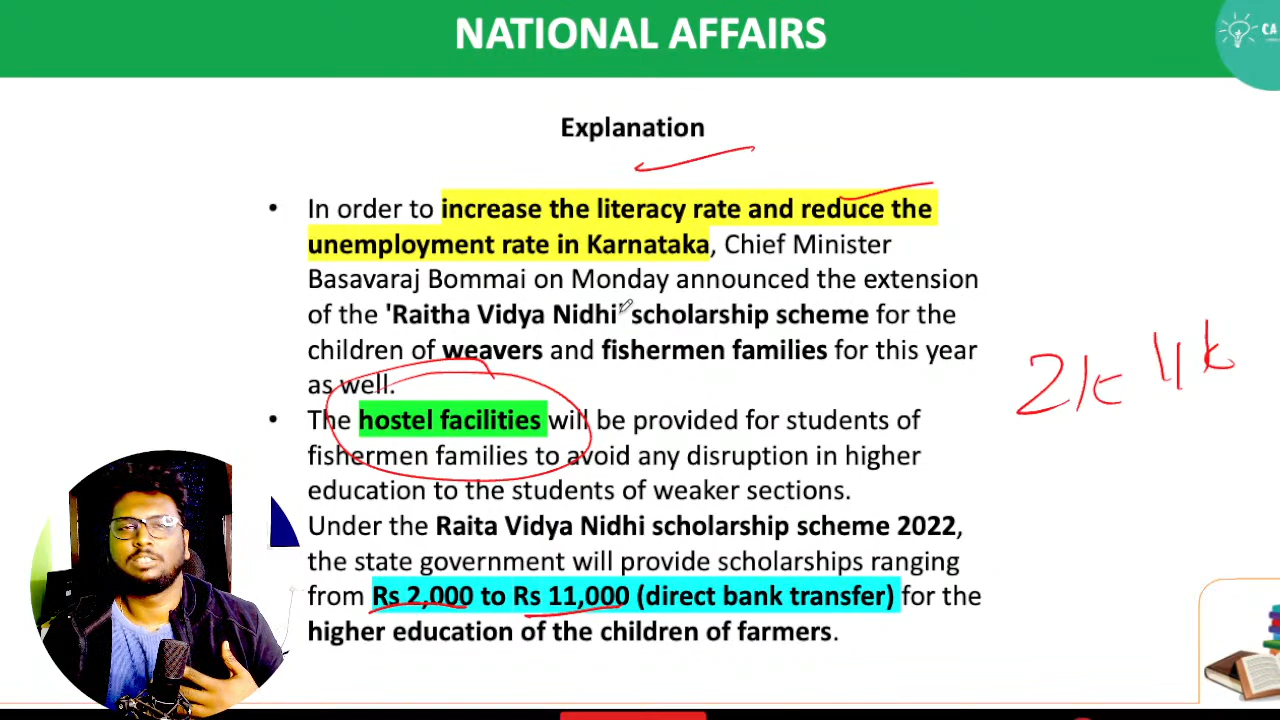 NATIONAL AFFAIRS
CA
Explanation
• In order to increase the literacy rate and reduce the
unemployment rate in Karnataka, Chief Minister
Basavaraj Bommai on Monday announced the extension
of the 'Raitha Vidya Nidhi' scholarship scheme for the
children of weavers and fishermen families for this year
as well.
2k 11k
• The hostel facilities will be provided for students of
fishermen families to avoid any disruption in higher
education to the students of weaker sections.
Under the Raita Vidya Nidhi scholarship scheme 2022,
the state government will provide scholarships ranging
from Rs 2,000 to Rs 11,000 (direct bank transfer) for the
higher education of the children of farmers.